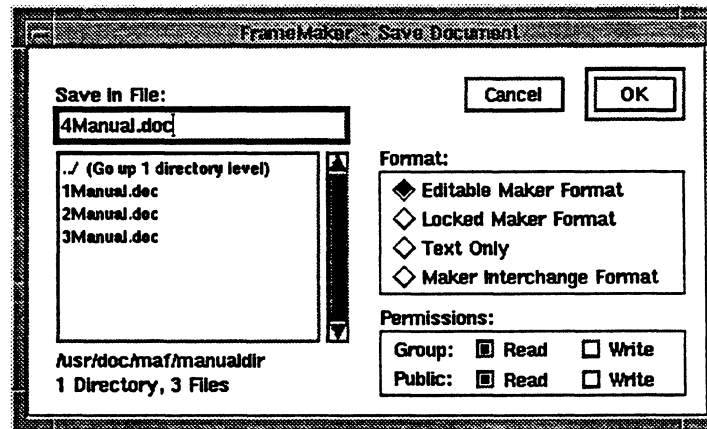 FrameMaker - Save Document
Save in File:
4Manual.doc
../ (Go up 1 directory level)
1Manual.doc
2Manual.doc
3Manual.doc
/usr/doc/maf/manualdir
1 Directory, 3 Files
Cancel
OK
Format:
Editable Maker Format
Locked Maker Format
Text Only
Maker Interchange Format
Permissions:
Group: Read Write
Public: Read Write